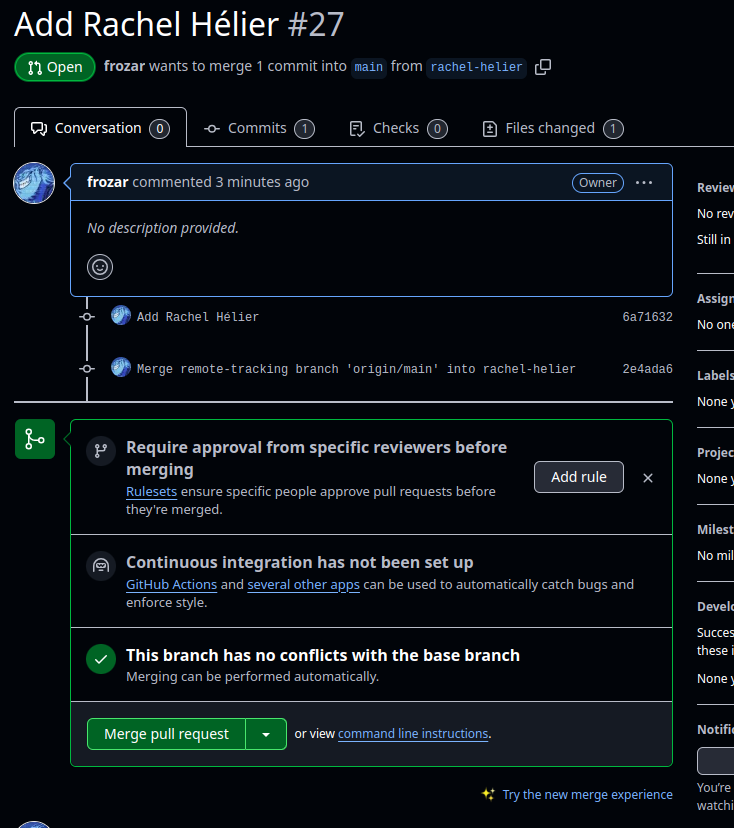 Add Rachel Hélier #27
Open frozar wants to merge 1 commit into main from rachel-helier
Conversation 0 Commits 1 Checks 0 Files changed 1
frozar commented 3 minutes ago Owner
No description provided.
Add Rachel Hélier 6a71632
Merge remote-tracking branch 'origin/main' into rachel-helier 2e4ada6
Require approval from specific reviewers before
merging
Rulesets ensure specific people approve pull requests before
they're merged.
Add rule
Continuous integration has not been set up
GitHub Actions and several other apps can be used to automatically catch bugs and
enforce style.
This branch has no conflicts with the base branch
Merging can be performed automatically.
Merge pull request or view command line instructions.
Try the new merge experience
Review
No rev
Still in
Assign
No one
Labels
None y
Projec
None y
Milest
No mil
Develo
Succes
these i
None y
Notific
You're
watchi